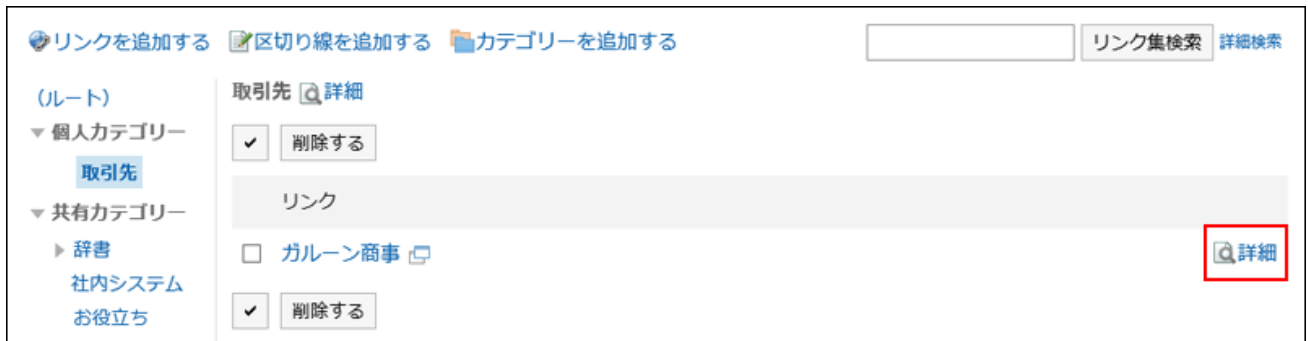 リンクを追加する 区切り線を追加する カテゴリーを追加する リンク集検索 詳細検索
(ルート)
個人カテゴリー
取引先
共有カテゴリー
辞書
社内システム
お役立ち
取引先 詳細
削除する
リンク
ガルーン商事 詳細
削除する